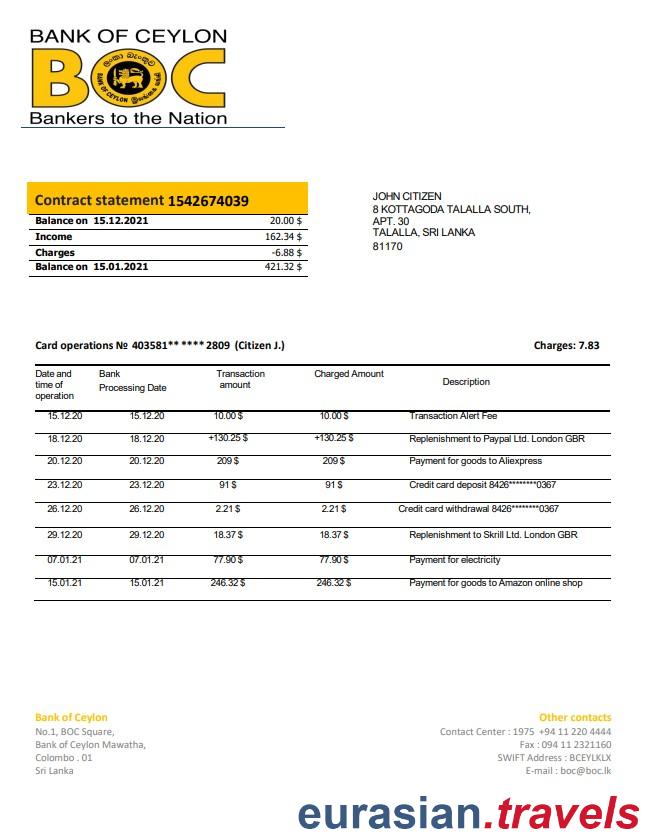 BANK OF CEYLON
BOC
Bankers to the Nation
Contract statement 1542674039
Balance on 15.12.2021 20.00 $
Income 162.34 $
Charges -6.88 $
Balance on 15.01.2021 421.32 $
JOHN CITIZEN
8 KOTTAGODA TALALLA SOUTH,
APT. 30
TALALLA, SRI LANKA
81170
Card operations № 403581** **** 2809 (Citizen J.) Charges: 7.83
Date and time of operation Bank Processing Date Transaction amount Charged Amount Description
15.12.20 15.12.20 10.00 $ 10.00 $ Transaction Alert Fee
18.12.20 18.12.20 +130.25 $ +130.25 $ Replenishment to Paypal Ltd. London GBR
20.12.20 20.12.20 209 $ 209 $ Payment for goods to Aliexpress
23.12.20 23.12.20 91 $ 91 $ Credit card deposit 8426********0367
26.12.20 26.12.20 2.21 $ 2.21 $ Credit card withdrawal 8426********0367
29.12.20 29.12.20 18.37 $ 18.37 $ Replenishment to Skrill Ltd. London GBR
07.01.21 07.01.21 77.90 $ 77.90 $ Payment for electricity
15.01.21 15.01.21 246.32 $ 246.32 $ Payment for goods to Amazon online shop
Bank of Ceylon
No.1, BOC Square,
Bank of Ceylon Mawatha,
Colombo . 01
Sri Lanka
Other contacts
Contact Center : 1975 +94 11 220 4444
Fax : 094 11 2321160
SWIFT Address : BCEYLKLX
E-mail : boc@boc.lk
eurasian.travels